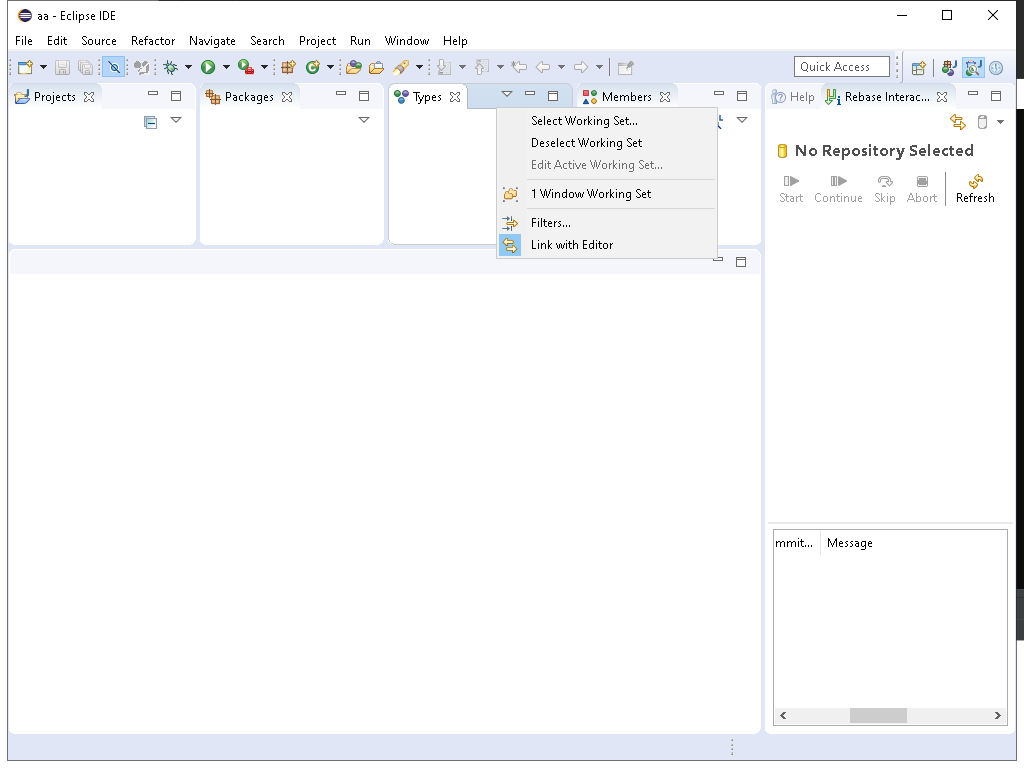 aa - Eclipse IDE
File Edit Source Refactor Navigate Search Project Run Window Help
Quick Access
Projects Packages Types Members Help Rebase Interac...
Select Working Set...
Deselect Working Set
Edit Active Working Set...
1 Window Working Set
Filters...
Link with Editor
No Repository Selected
Start Continue Skip Abort Refresh
mmit... Message